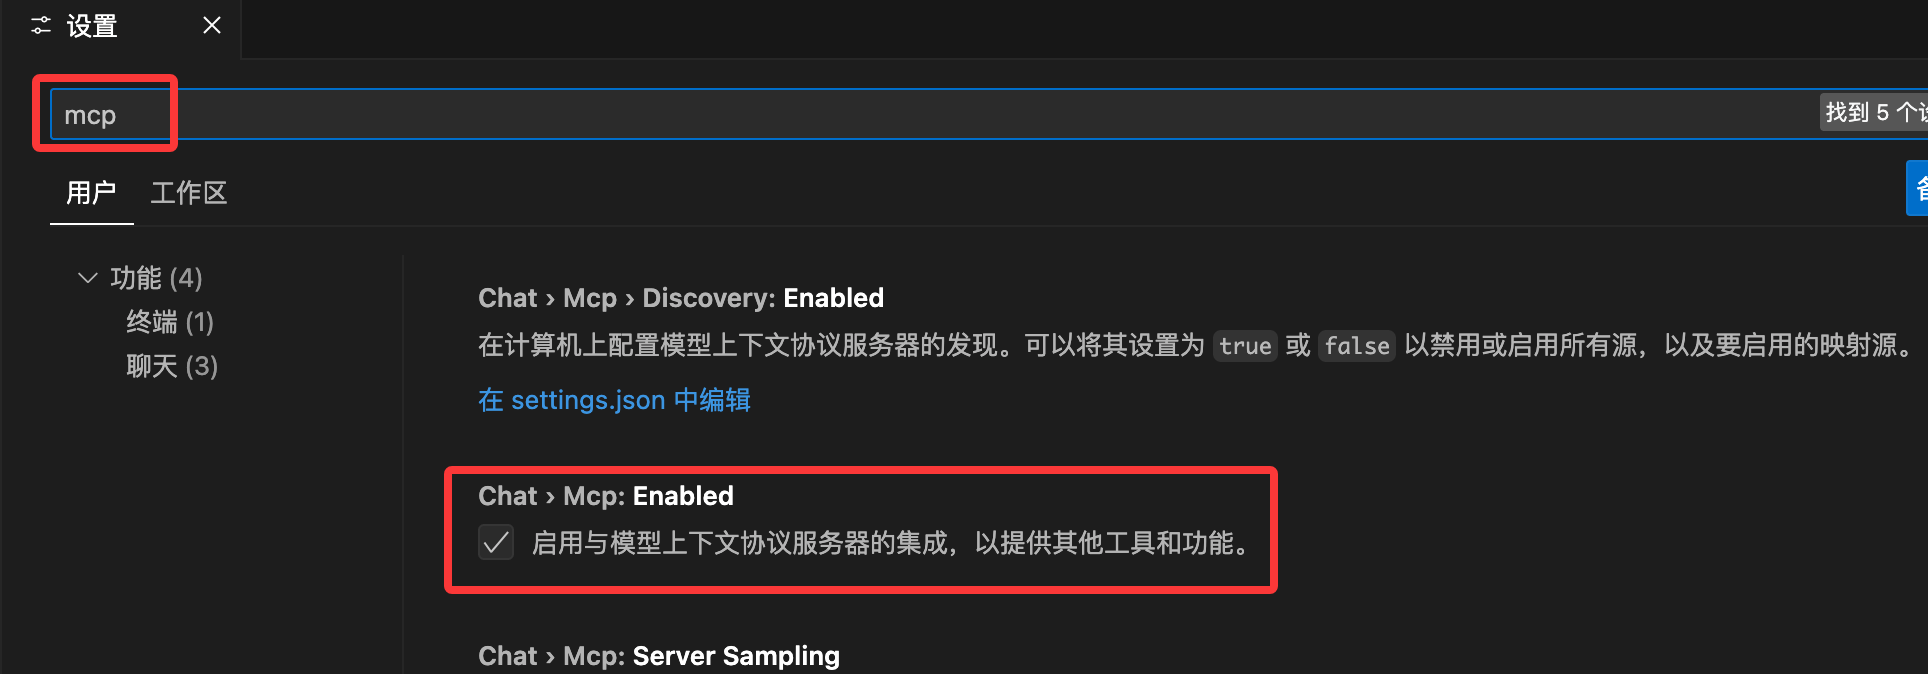 设置
mcp
找到 5 个
用户 工作区
功能 (4)
终端 (1)
聊天 (3)
Chat › Mcp › Discovery: Enabled
在计算机上配置模型上下文协议服务器的发现。可以将其设置为 true 或 false 以禁用或启用所有源，以及要启用的映射源。
在 settings.json 中编辑
Chat › Mcp: Enabled
启用与模型上下文协议服务器的集成，以提供其他工具和功能。
Chat › Mcp: Server Sampling